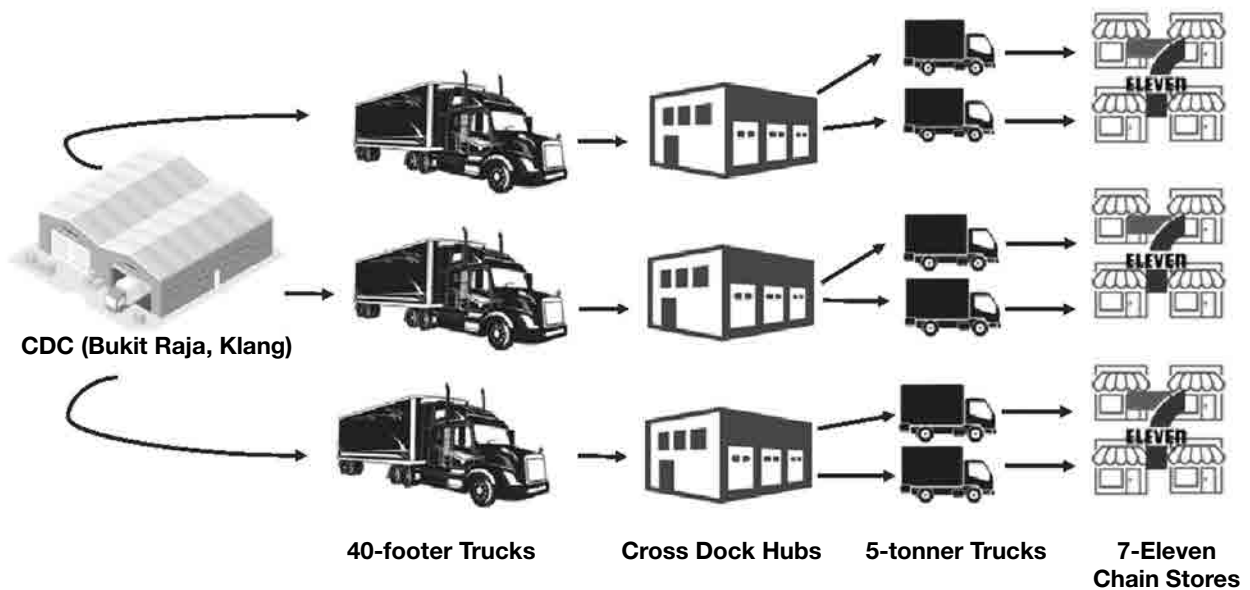 ELEVEN
ELEVEN
CDC (Bukit Raja, Klang)
ELEVEN
40-footer Trucks
Cross Dock Hubs
5-tonner Trucks
7-Eleven
Chain Stores